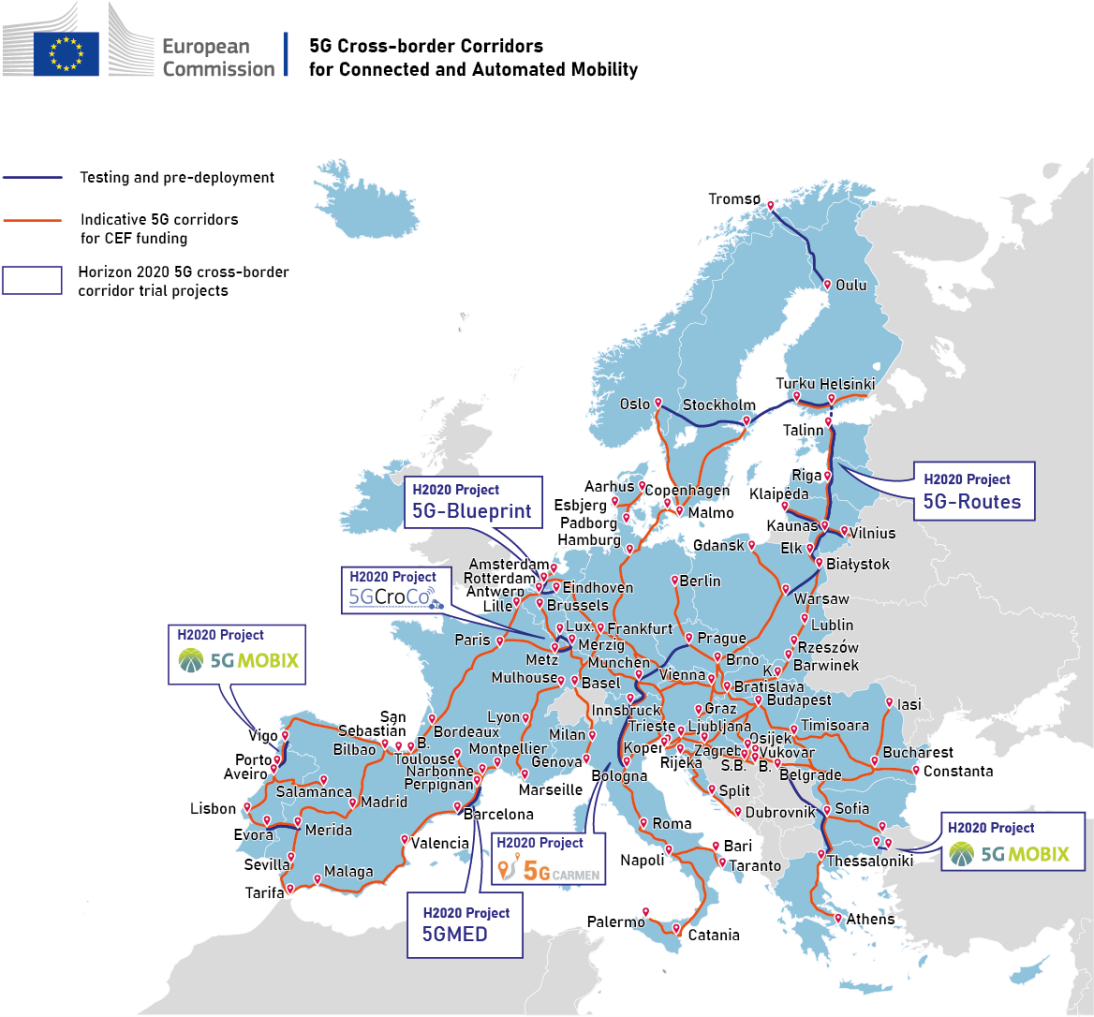 European
Commission
5G Cross-border Corridors
for Connected and Automated Mobility
Testing and pre-deployment
Indicative 5G corridors
for CEF funding
Horizon 2020 5G cross-border
corridor trial projects
Tromsø
Oulu
Turku Helsinki
Oslo
Stockholm
Talinn
Riga
H2020 Project
5G-Routes
Klaipėda
Kaunas
Vilnius
Aarhus
Copenhagen
Esbjerg
Malmo
Padborg
Hamburg
H2020 Project
5G-Blueprint
Gdansk
Elk
Białystok
Amsterdam
Rotterdam
Eindhoven
Antwerp
Lille
Brussels
Berlin
Warsaw
H2020 Project
5GCroCo
Lux.
Frankfurt
Lublin
Paris
Merzig
Prague
Rzeszów
Metz
Munchen
Brno
Barwinek
H2020 Project
5G MOBIX
Mulhouse
Basel
Vienna
K.
Bratislava
Innsbruck
Budapest
Iasi
San
Sebastian
Lyon
Graz
Vigo
Bilbao
B.
Bordeaux
Milan
Trieste
Ljubljana
Timisoara
Porto
Toulouse
Montpellier
Koper
Zagreb
Osijek
Vukovar
Aveiro
Narbonne
Genova
Rijeka
S.B.
B.
Bucharest
Perpignan
Bologna
Belgrade
Constanta
Salamanca
Marseille
Split
Lisbon
Madrid
Barcelona
Dubrovnik
Sofia
Evora
Merida
Roma
Valencia
H2020 Project
5G CARMEN
Bari
H2020 Project
5G MOBIX
Sevilla
Napoli
Taranto
Thessaloniki
Malaga
Tarifa
H2020 Project
5GMED
Palermo
Catania
Athens